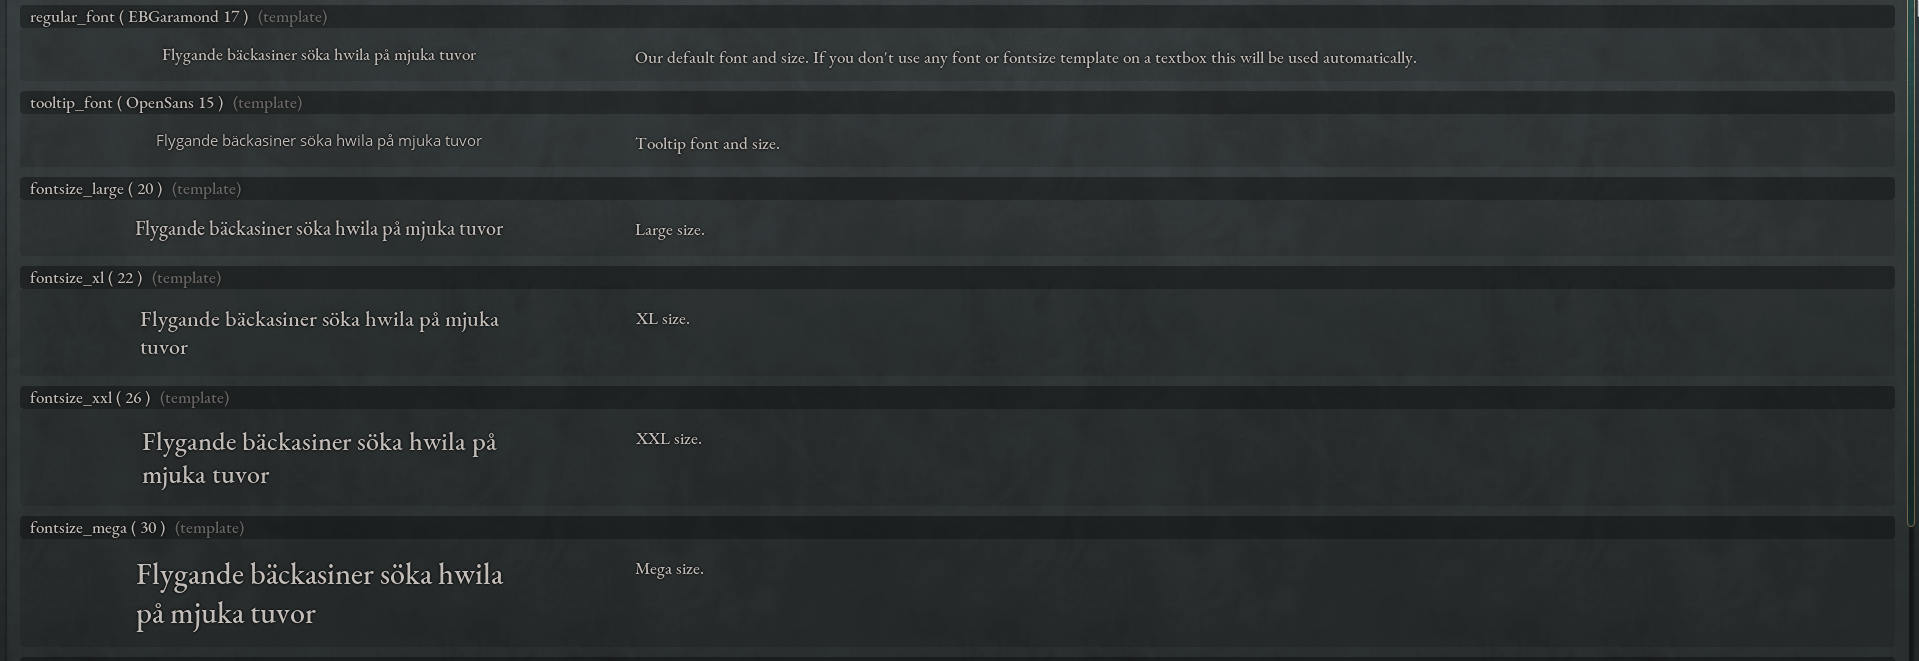 regular_font ( EBGaramond 17 ) (template)
Flygande bäckasiner söka hwila på mjuka tuvor
Our default font and size. If you don't use any font or fontsize template on a textbox this will be used automatically.
tooltip_font ( OpenSans 15 ) (template)
Flygande bäckasiner söka hwila på mjuka tuvor
Tooltip font and size.
fontsize_large ( 20 ) (template)
Flygande bäckasiner söka hwila på mjuka tuvor
Large size.
fontsize_xl ( 22 ) (template)
Flygande bäckasiner söka hwila på mjuka
tuvor
XL size.
fontsize_xxl ( 26 ) (template)
Flygande bäckasiner söka hwila på
mjuka tuvor
XXL size.
fontsize_mega ( 30 ) (template)
Flygande bäckasiner söka hwila
på mjuka tuvor
Mega size.